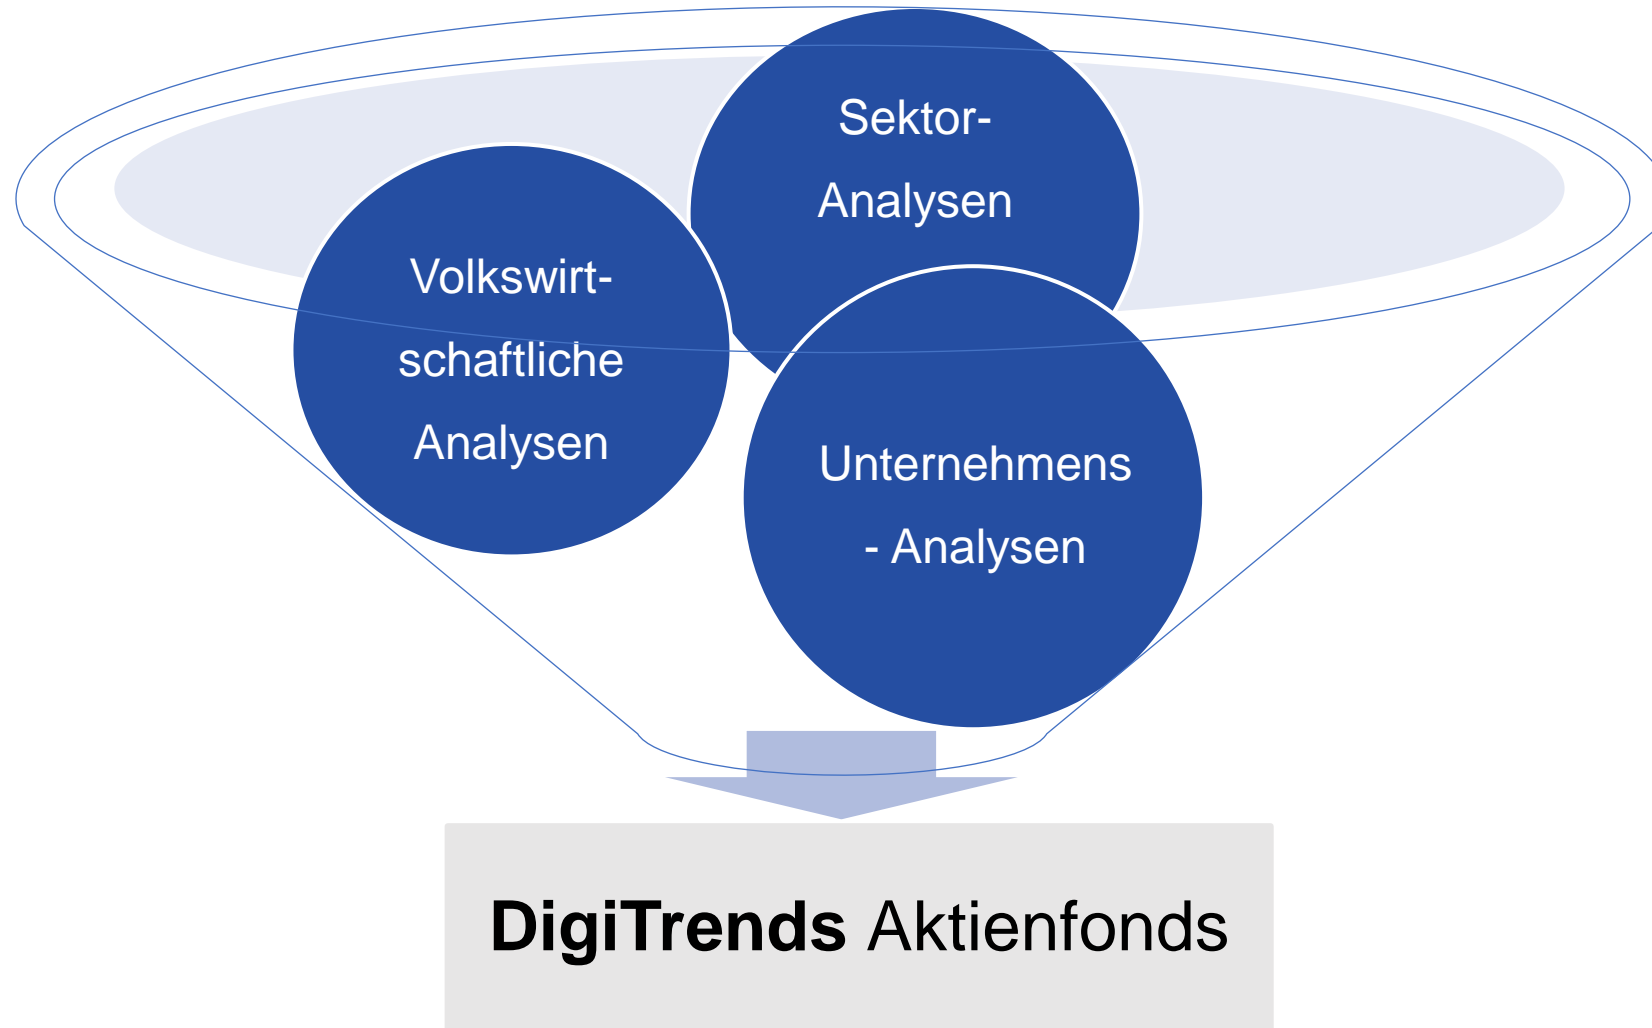 Sektor-
Analysen
Volkswirt-
schaftliche
Analysen
Unternehmens
- Analysen
DigiTrends Aktienfonds